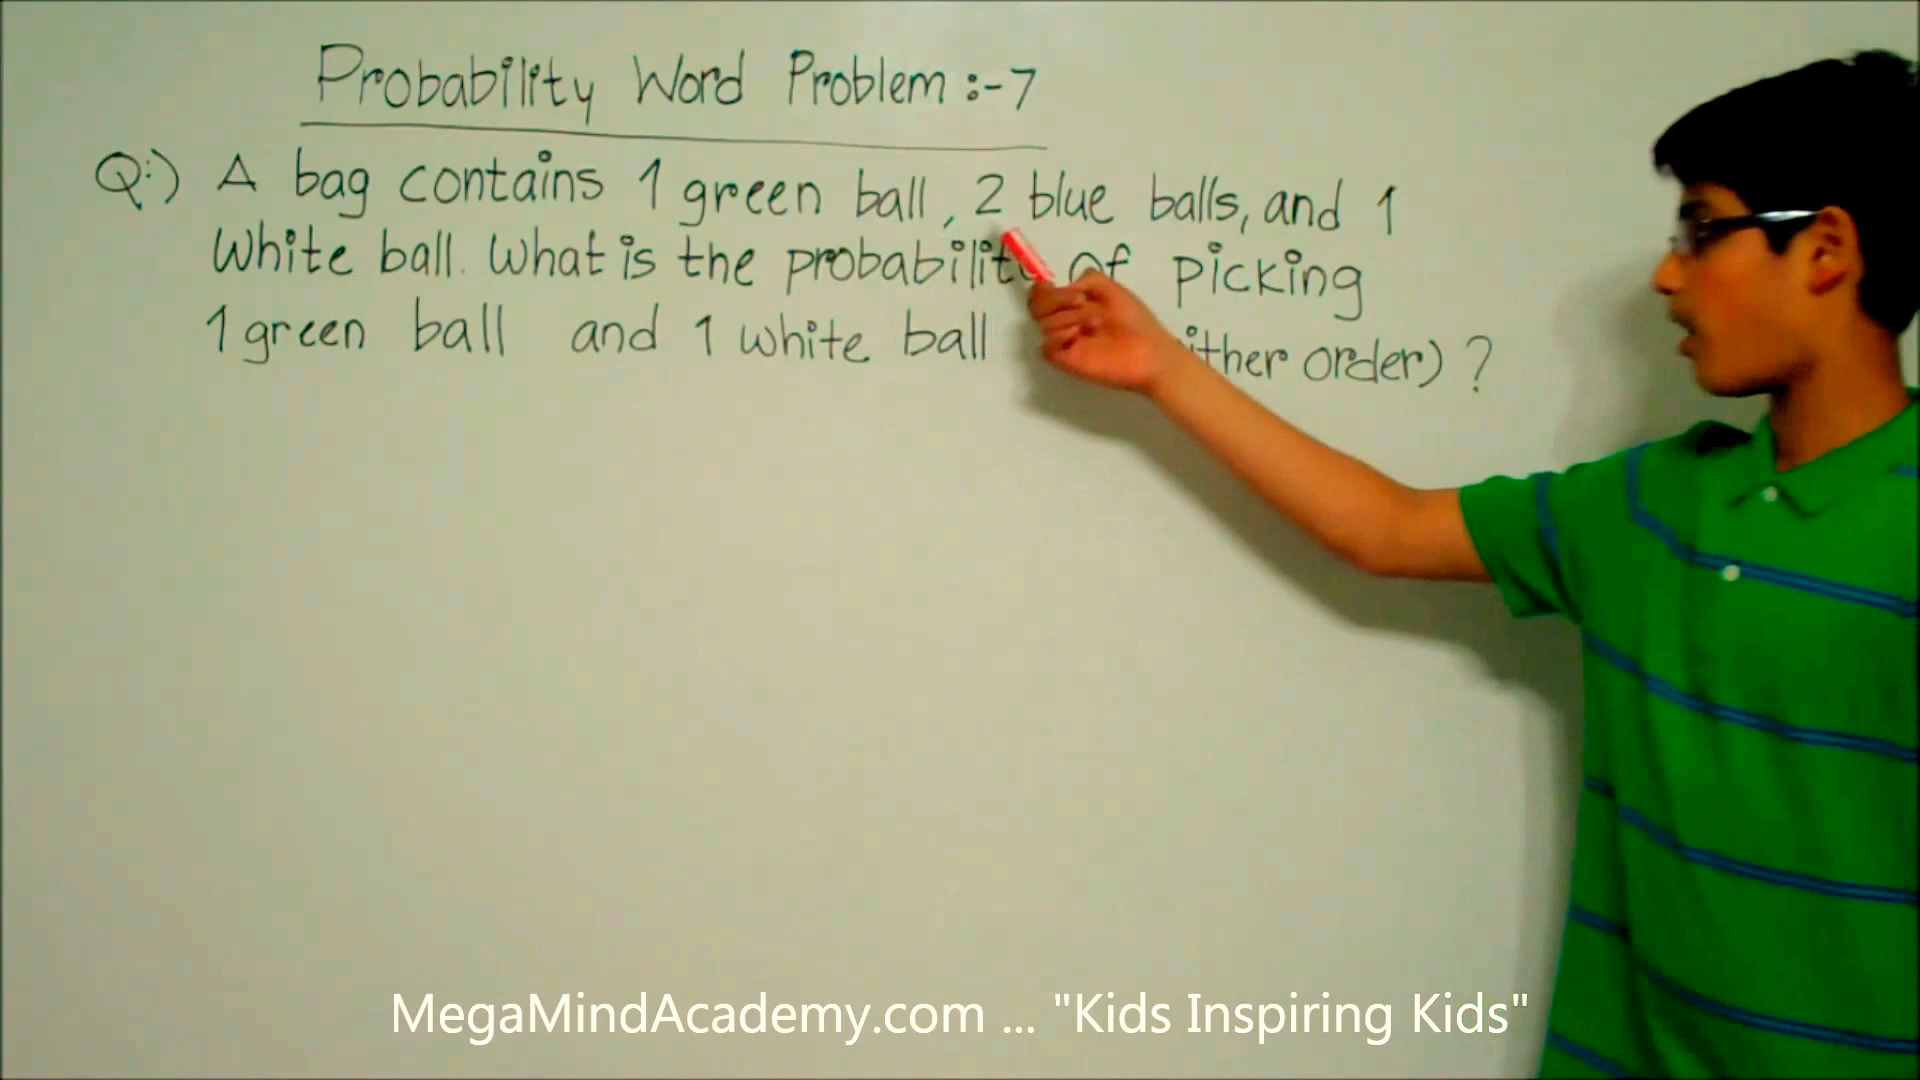 Probability Word Problem :-7
Q:) A bag contains 1 green ball, 2 blue balls, and 1
White ball. What is the probability of picking
1 green ball and 1 white ball ither order) ?
MegaMindAcademy.com ... "Kids Inspiring Kids"